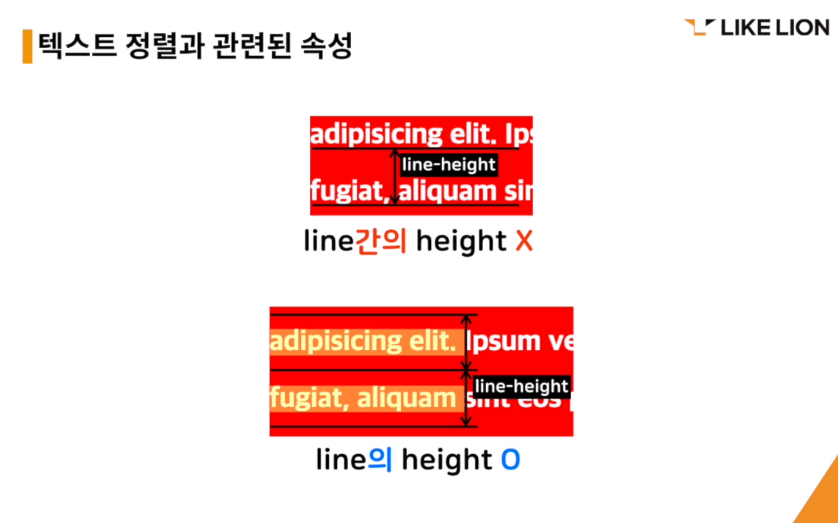 텍스트 정렬과 관련된 속성
LIKE LION
adipisicing elit. Ips
line-height
fugiat, aliquam sin
line간의 height X
adipisicing elit. Ipsum ve
line-height
fugiat, aliquam sint eos
line의 height O